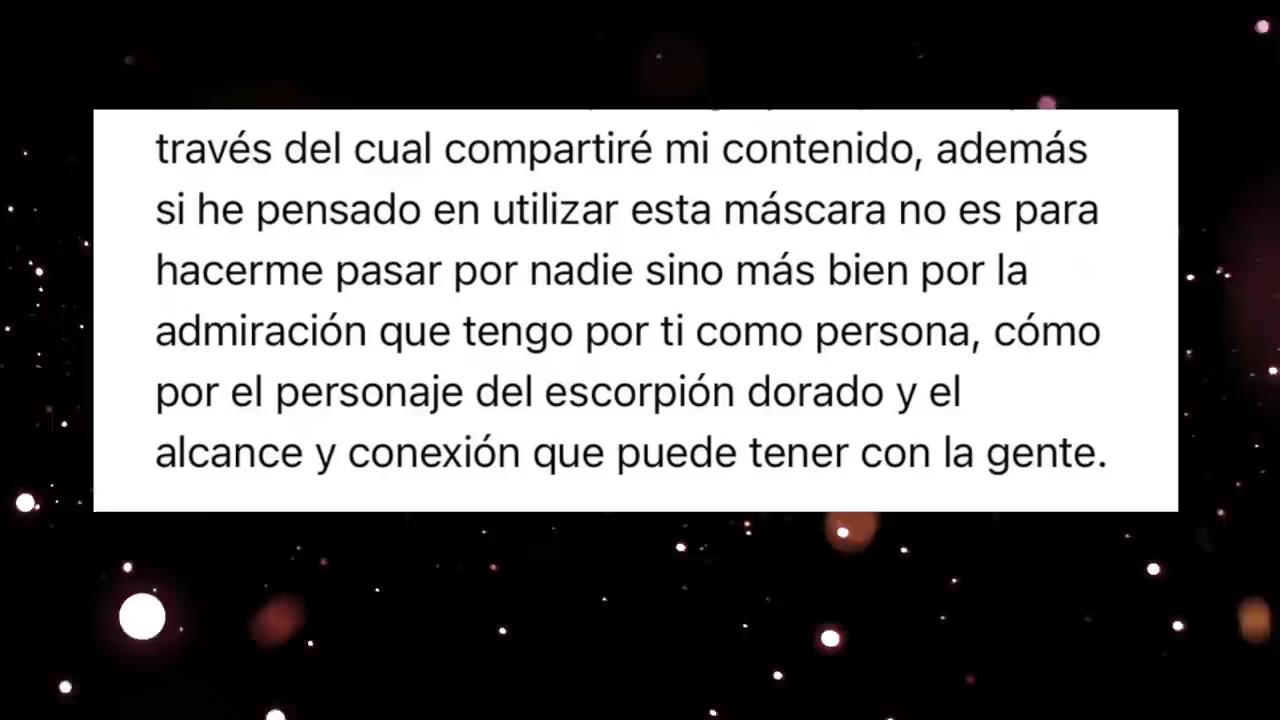 través del cual compartiré mi contenido, además
si he pensado en utilizar esta máscara no es para
hacerme pasar por nadie sino más bien por la
admiración que tengo por ti como persona, cómo
por el personaje del escorpión dorado y el
alcance y conexión que puede tener con la gente.